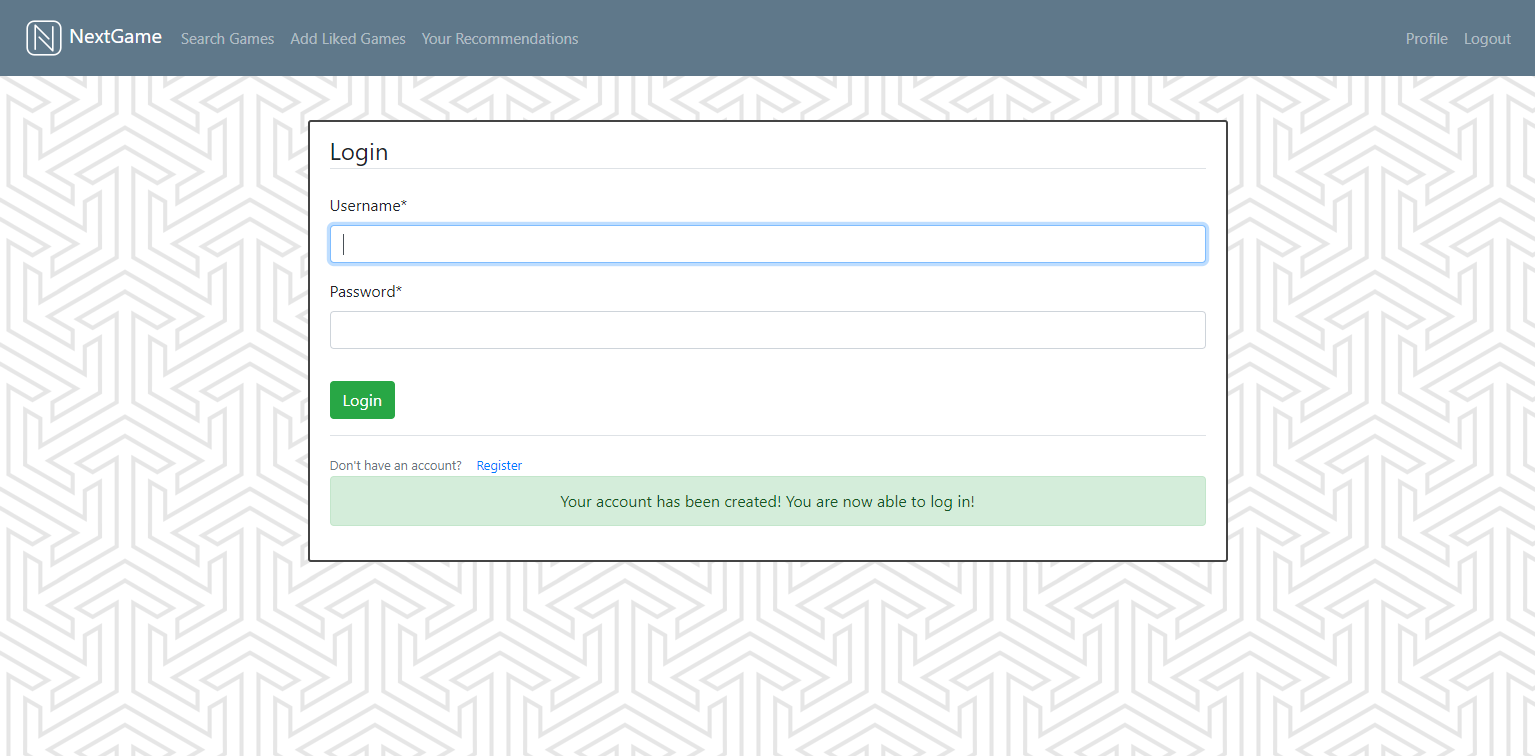 NextGame Search Games Add Liked Games Your Recommendations Profile Logout
Login
Username*
Password*
Login
Don't have an account? Register
Your account has been created! You are now able to log in!